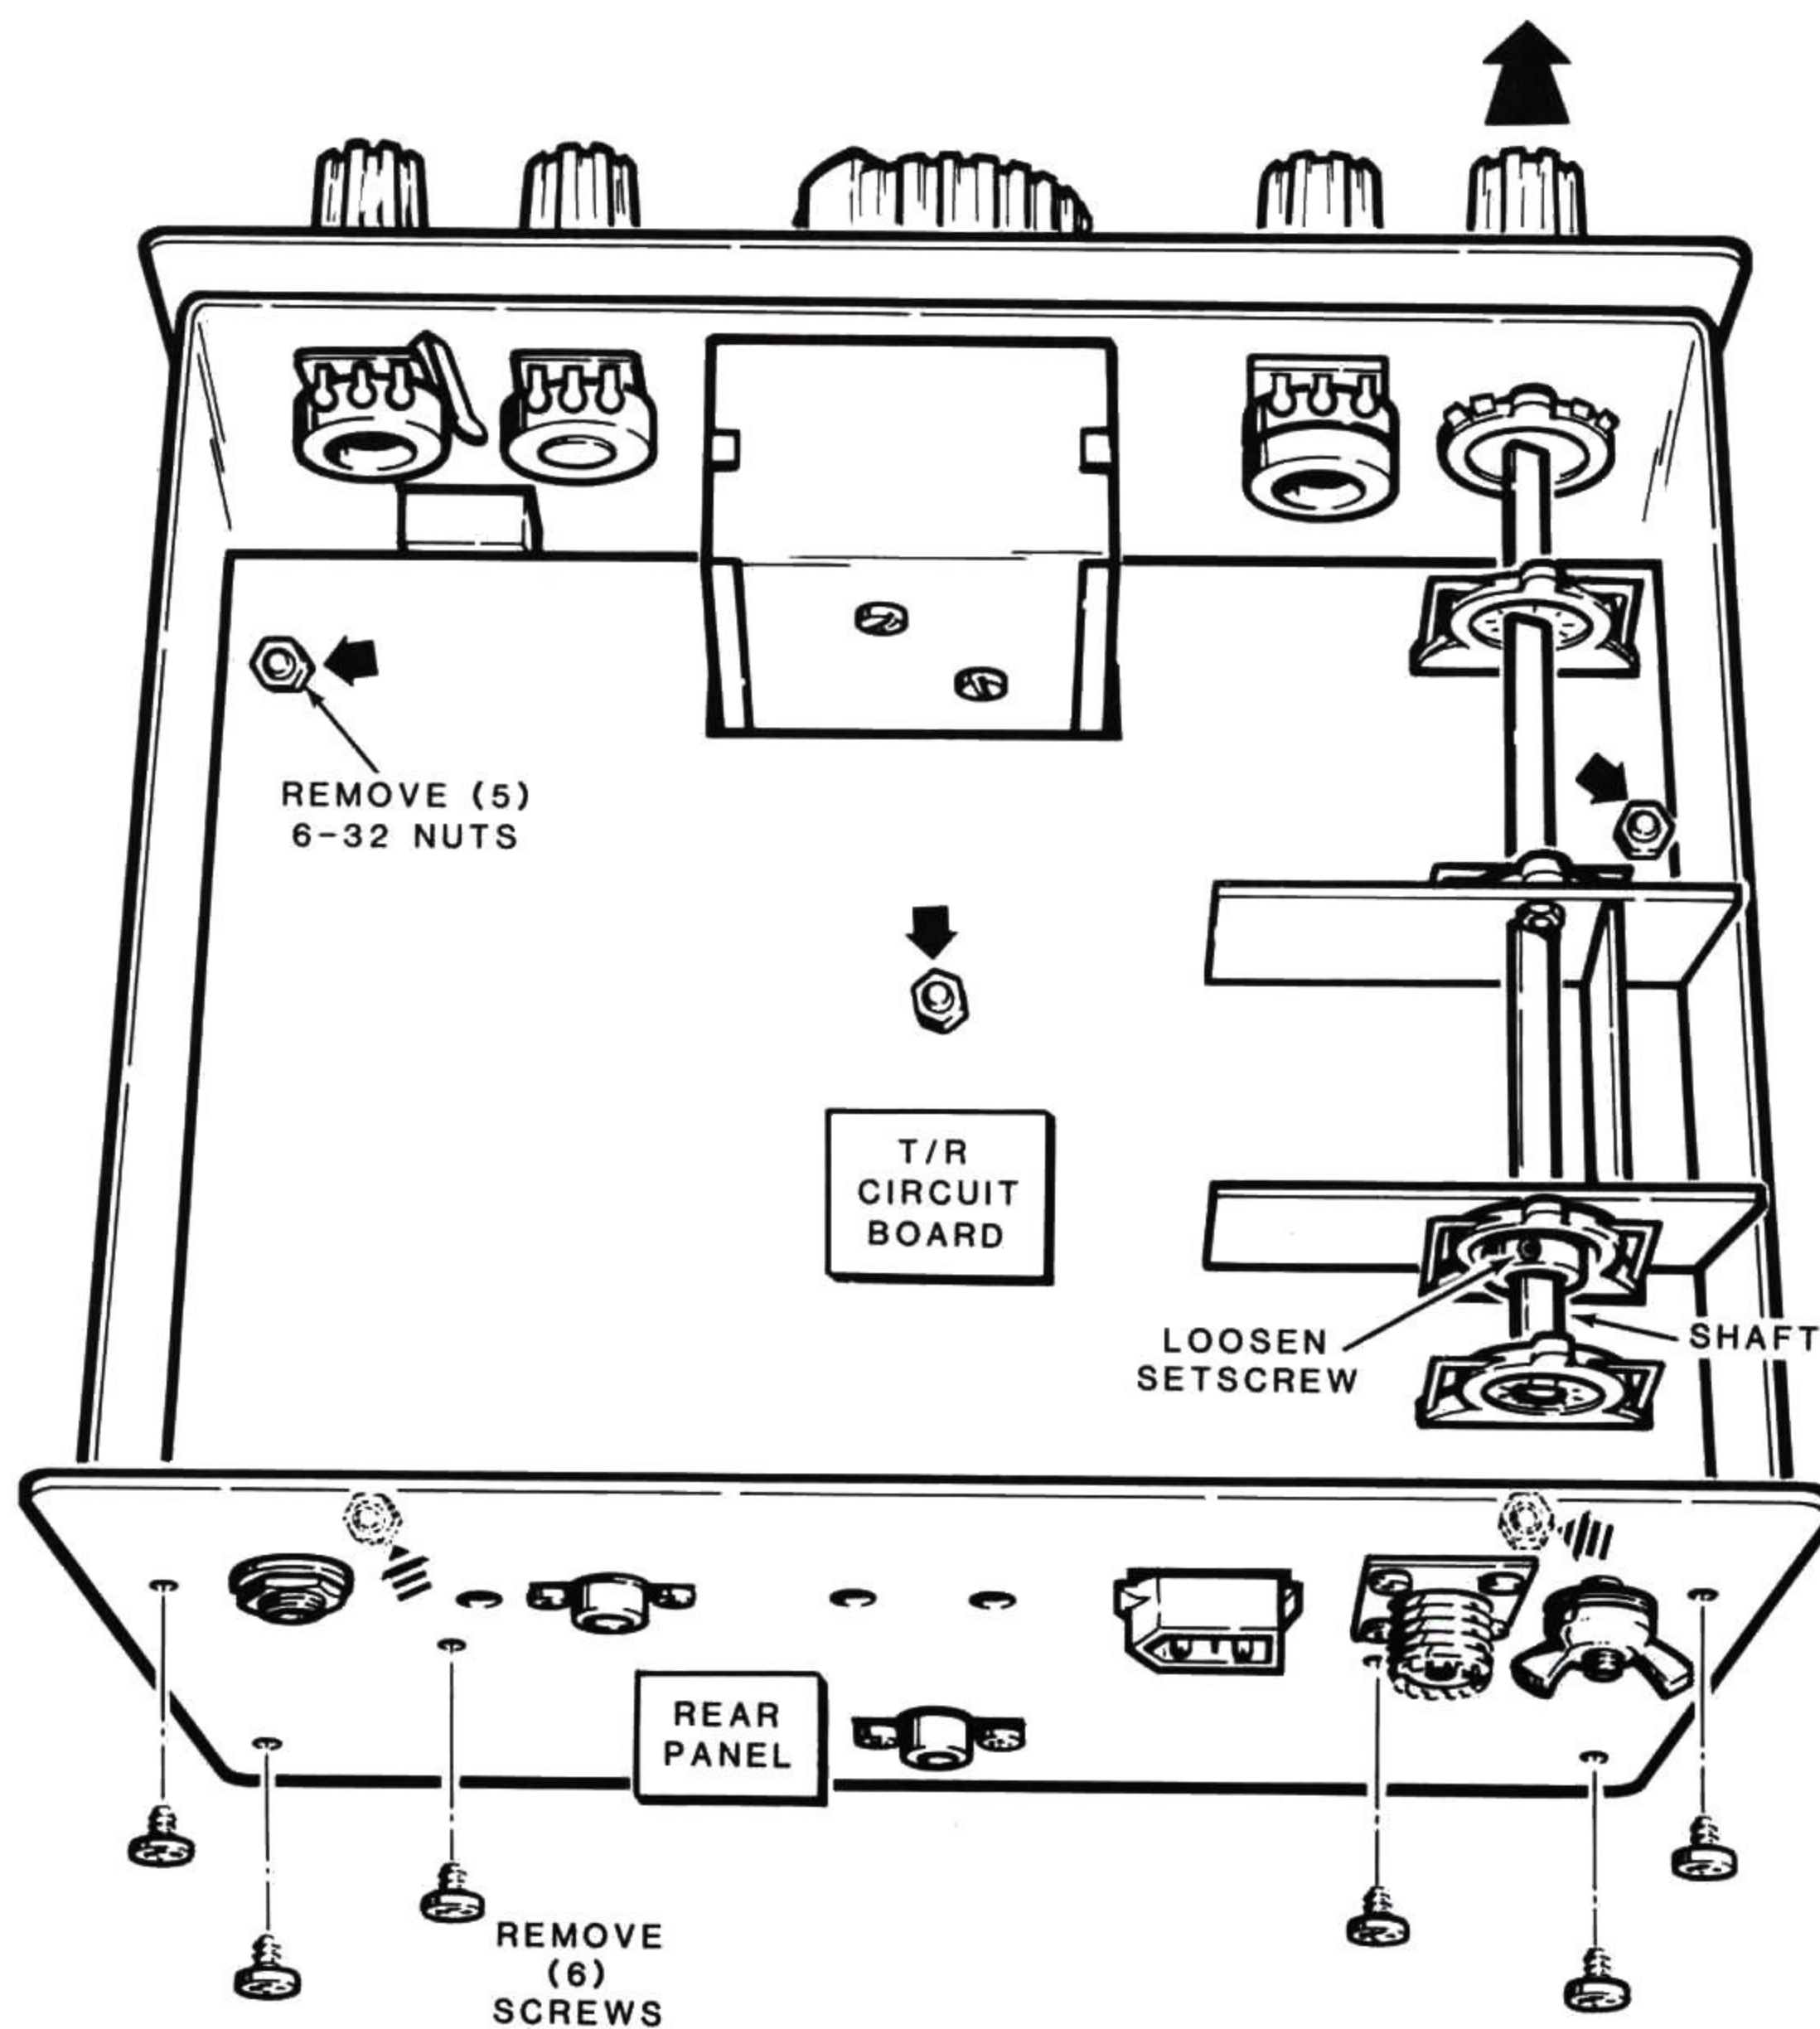 REMOVE (5)
6-32 NUTS
T/R
CIRCUIT
BOARD
LOOSEN
SETSCREW
SHAFT
REAR
PANEL
REMOVE
(6)
SCREWS